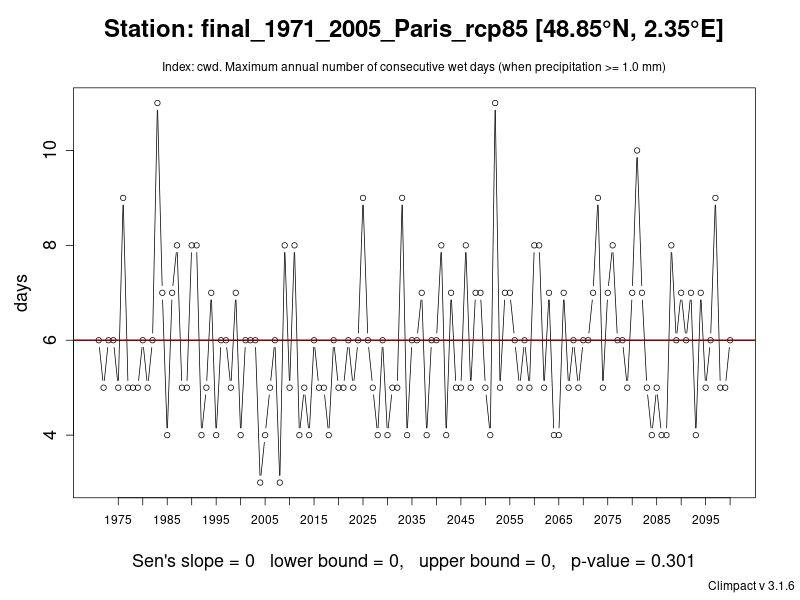 Station: final_1971_2005_Paris_rcp85 [48.85°N, 2.35°E]
Index: cwd. Maximum annual number of consecutive wet days (when precipitation >= 1.0 mm)
days
10
8
6
4
1975 1985 1995 2005 2015 2025 2035 2045 2055 2065 2075 2085 2095
Sen's slope = 0 lower bound = 0, upper bound = 0, p-value = 0.301
Climpact v 3.1.6